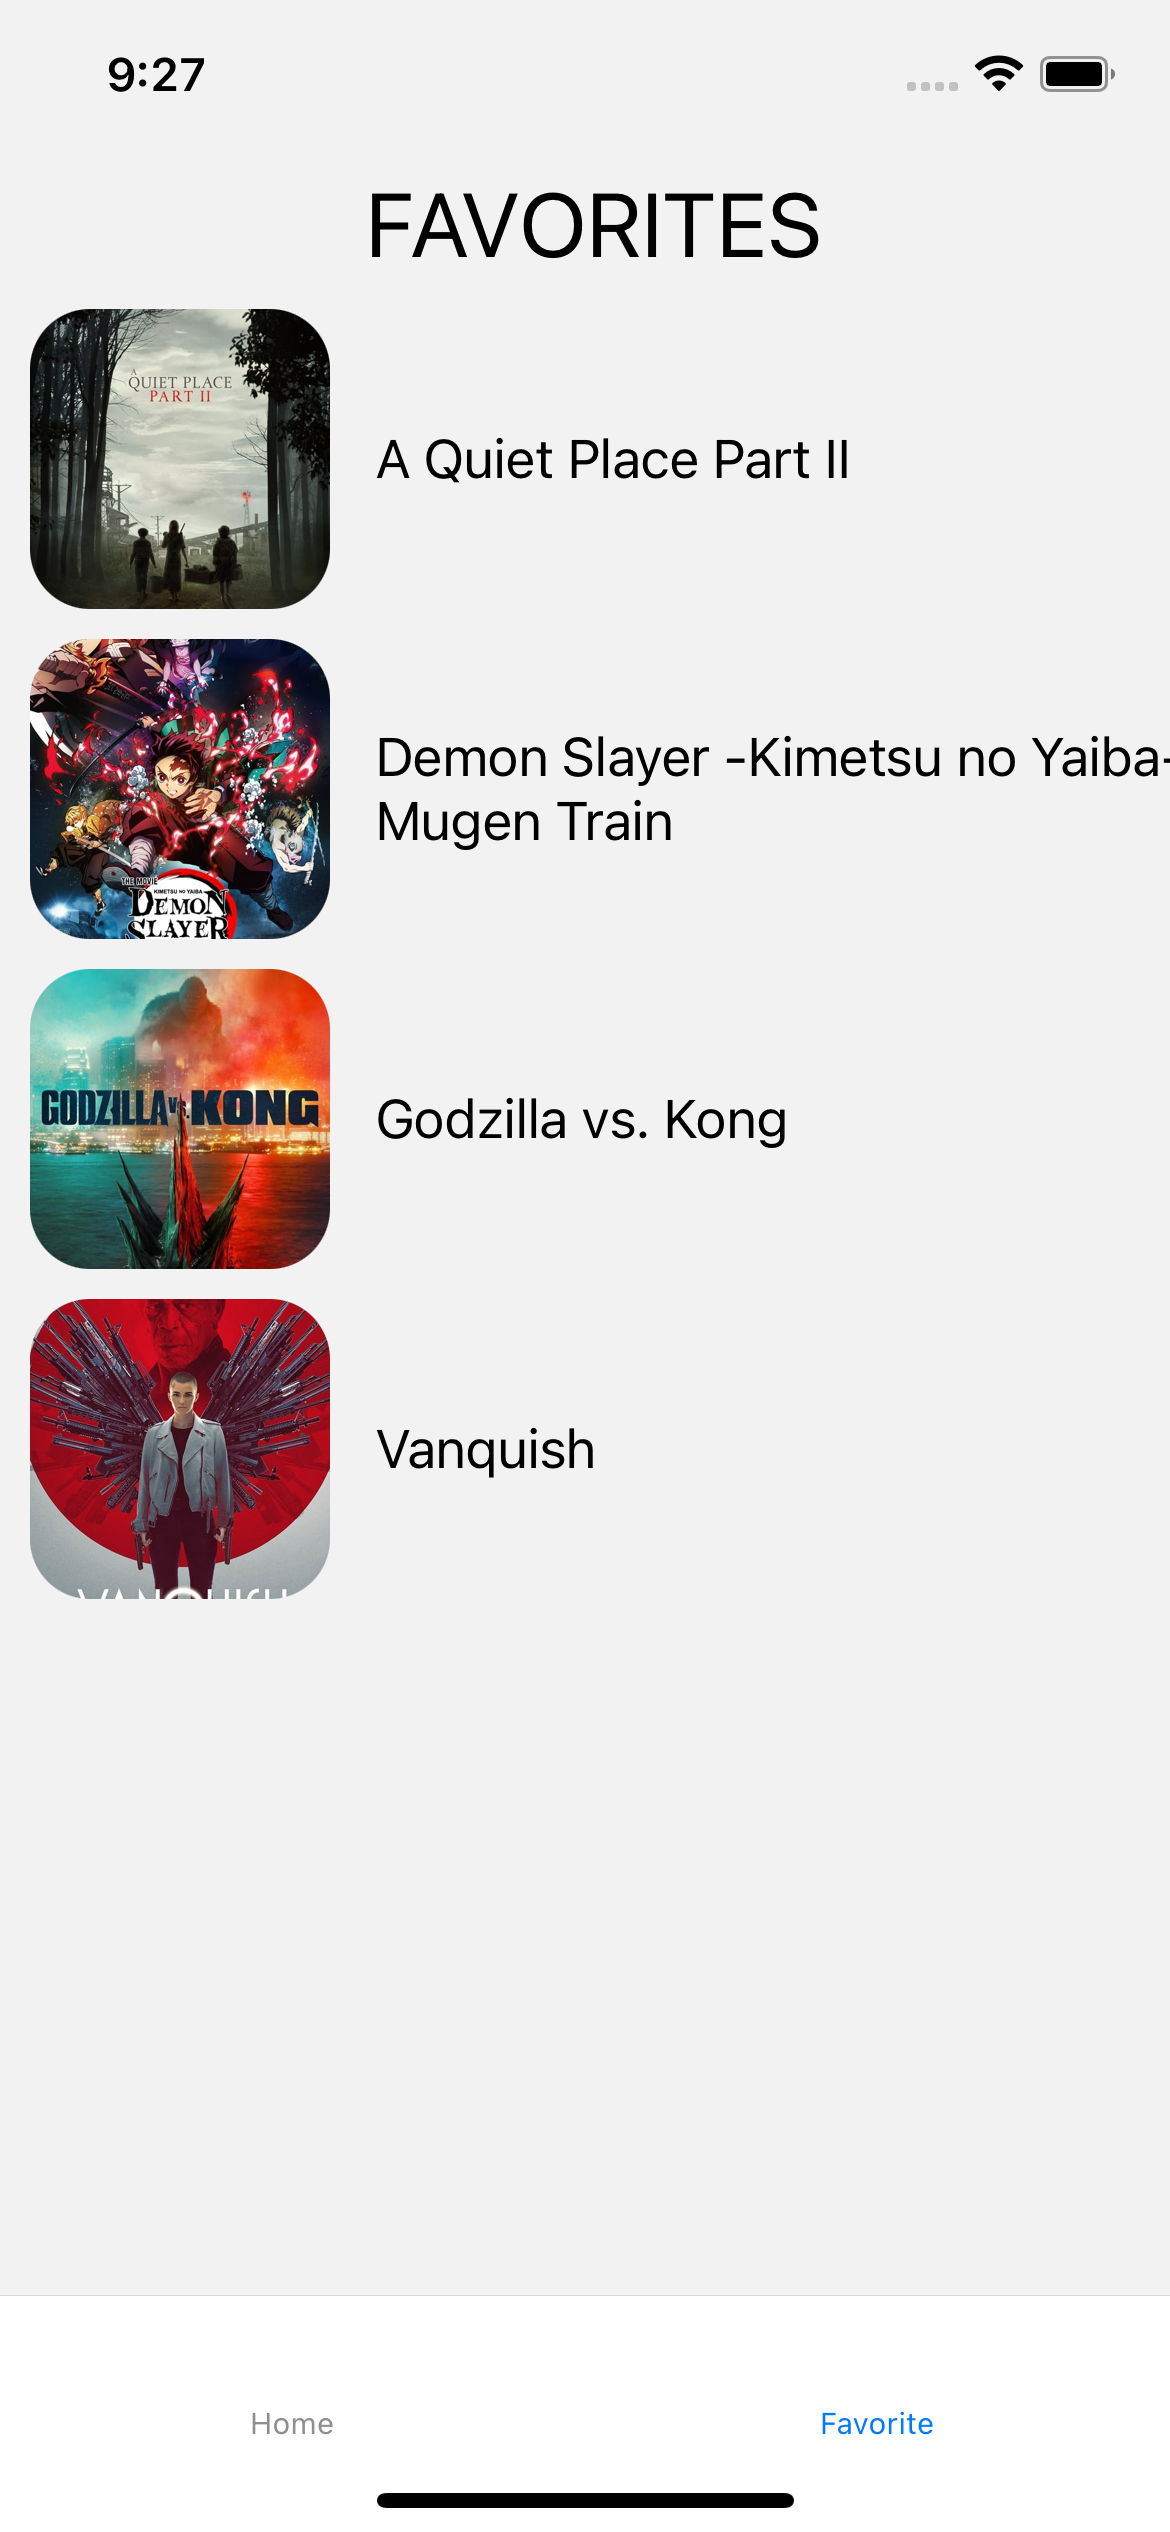 9:27
FAVORITES
A
QUIET PLACE
PART II
A Quiet Place Part II
Demon Slayer -Kimetsu no Yaiba-
Mugen Train
THE MOVIE
KIMETSU NO YAIBA
DEMON
SLAYER
GODZILLA VS. KONG
Godzilla vs. Kong
Vanquish
VANQUISH
Home
Favorite